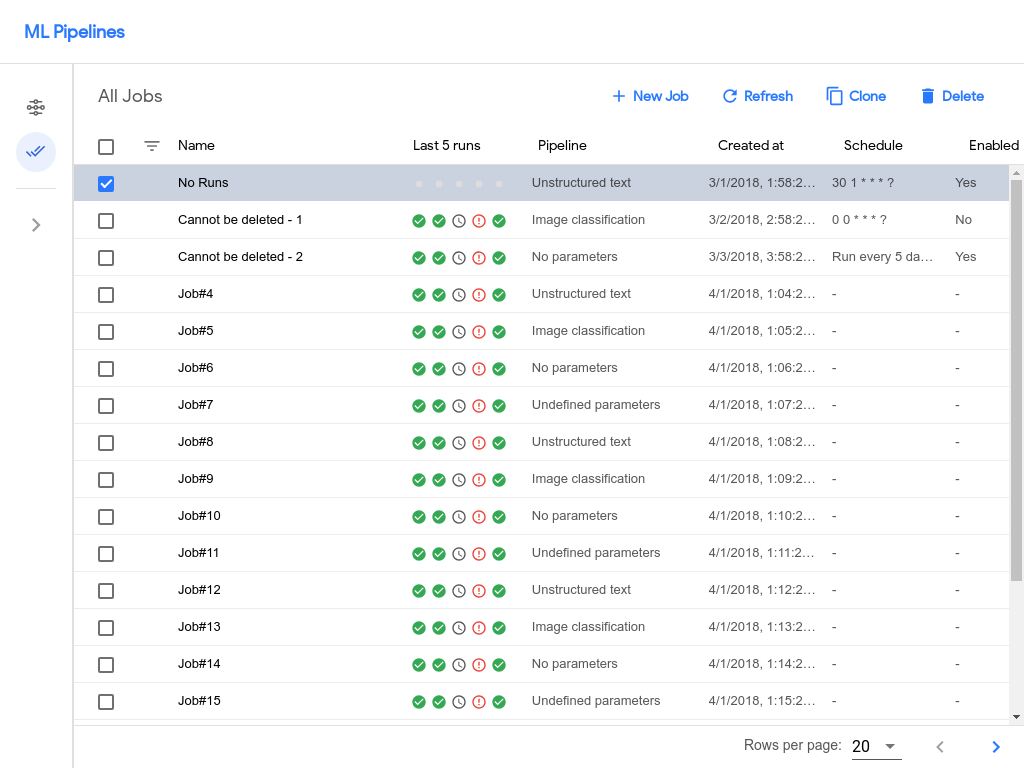 ML Pipelines
All Jobs
New Job Refresh Clone Delete
Name Last 5 runs Pipeline Created at Schedule Enabled
No Runs Unstructured text 3/1/2018, 1:58:2... 30 1 * * * ? Yes
Cannot be deleted - 1 Image classification 3/2/2018, 2:58:2... 0 0 * * * ? No
Cannot be deleted - 2 No parameters 3/3/2018, 3:58:2... Run every 5 da... Yes
Job#4 Unstructured text 4/1/2018, 1:04:2... - -
Job#5 Image classification 4/1/2018, 1:05:2... - -
Job#6 No parameters 4/1/2018, 1:06:2... - -
Job#7 Undefined parameters 4/1/2018, 1:07:2... - -
Job#8 Unstructured text 4/1/2018, 1:08:2... - -
Job#9 Image classification 4/1/2018, 1:09:2... - -
Job#10 No parameters 4/1/2018, 1:10:2... - -
Job#11 Undefined parameters 4/1/2018, 1:11:2... - -
Job#12 Unstructured text 4/1/2018, 1:12:2... - -
Job#13 Image classification 4/1/2018, 1:13:2... - -
Job#14 No parameters 4/1/2018, 1:14:2... - -
Job#15 Undefined parameters 4/1/2018, 1:15:2... - -
Rows per page: 20